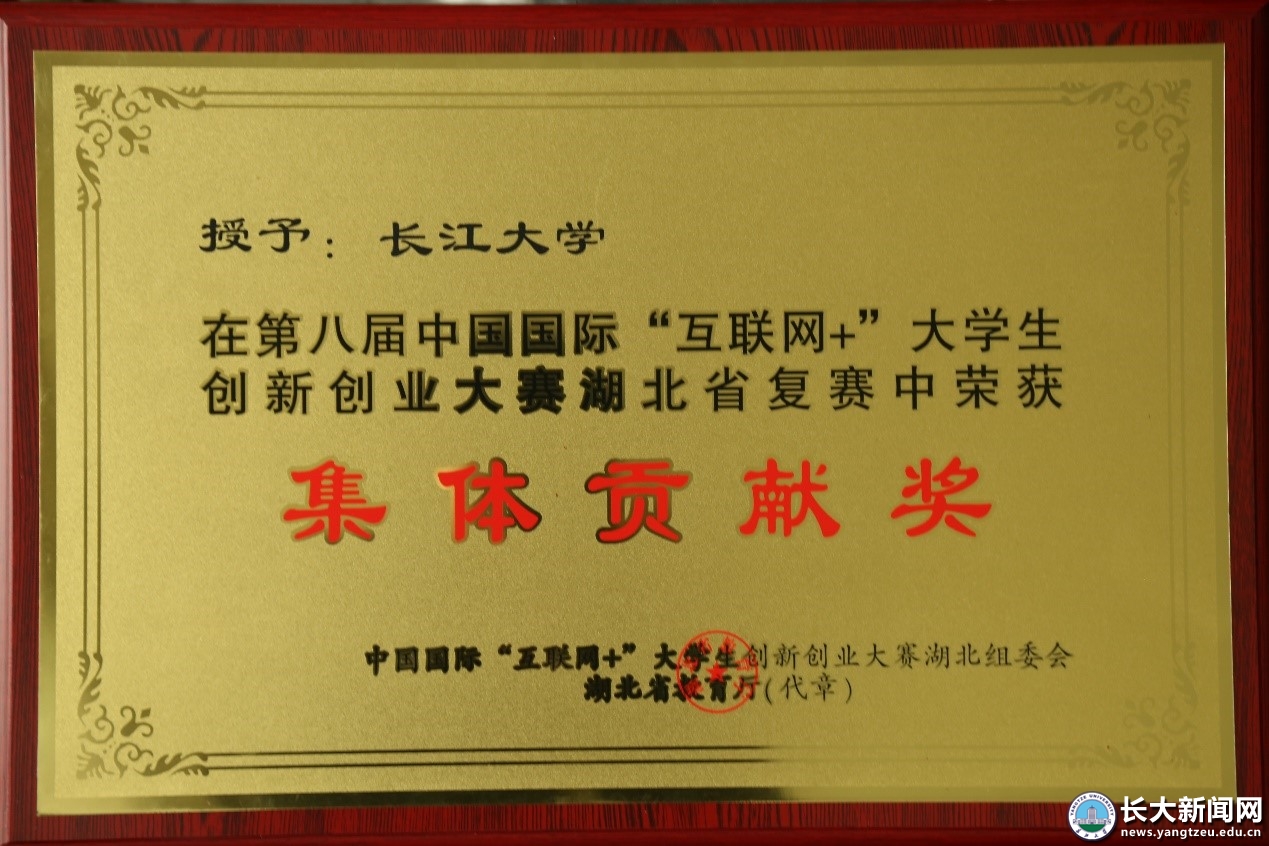 授予：长江大学
在第八届中国国际“互联网+”大学生
创新创业大赛湖北省复赛中荣获
集体贡献奖
中国国际“互联网+”大学生创新创业大赛湖北组委会
湖北省教育厅(代章)
长大新闻网
news.yangtzeu.edu.cn